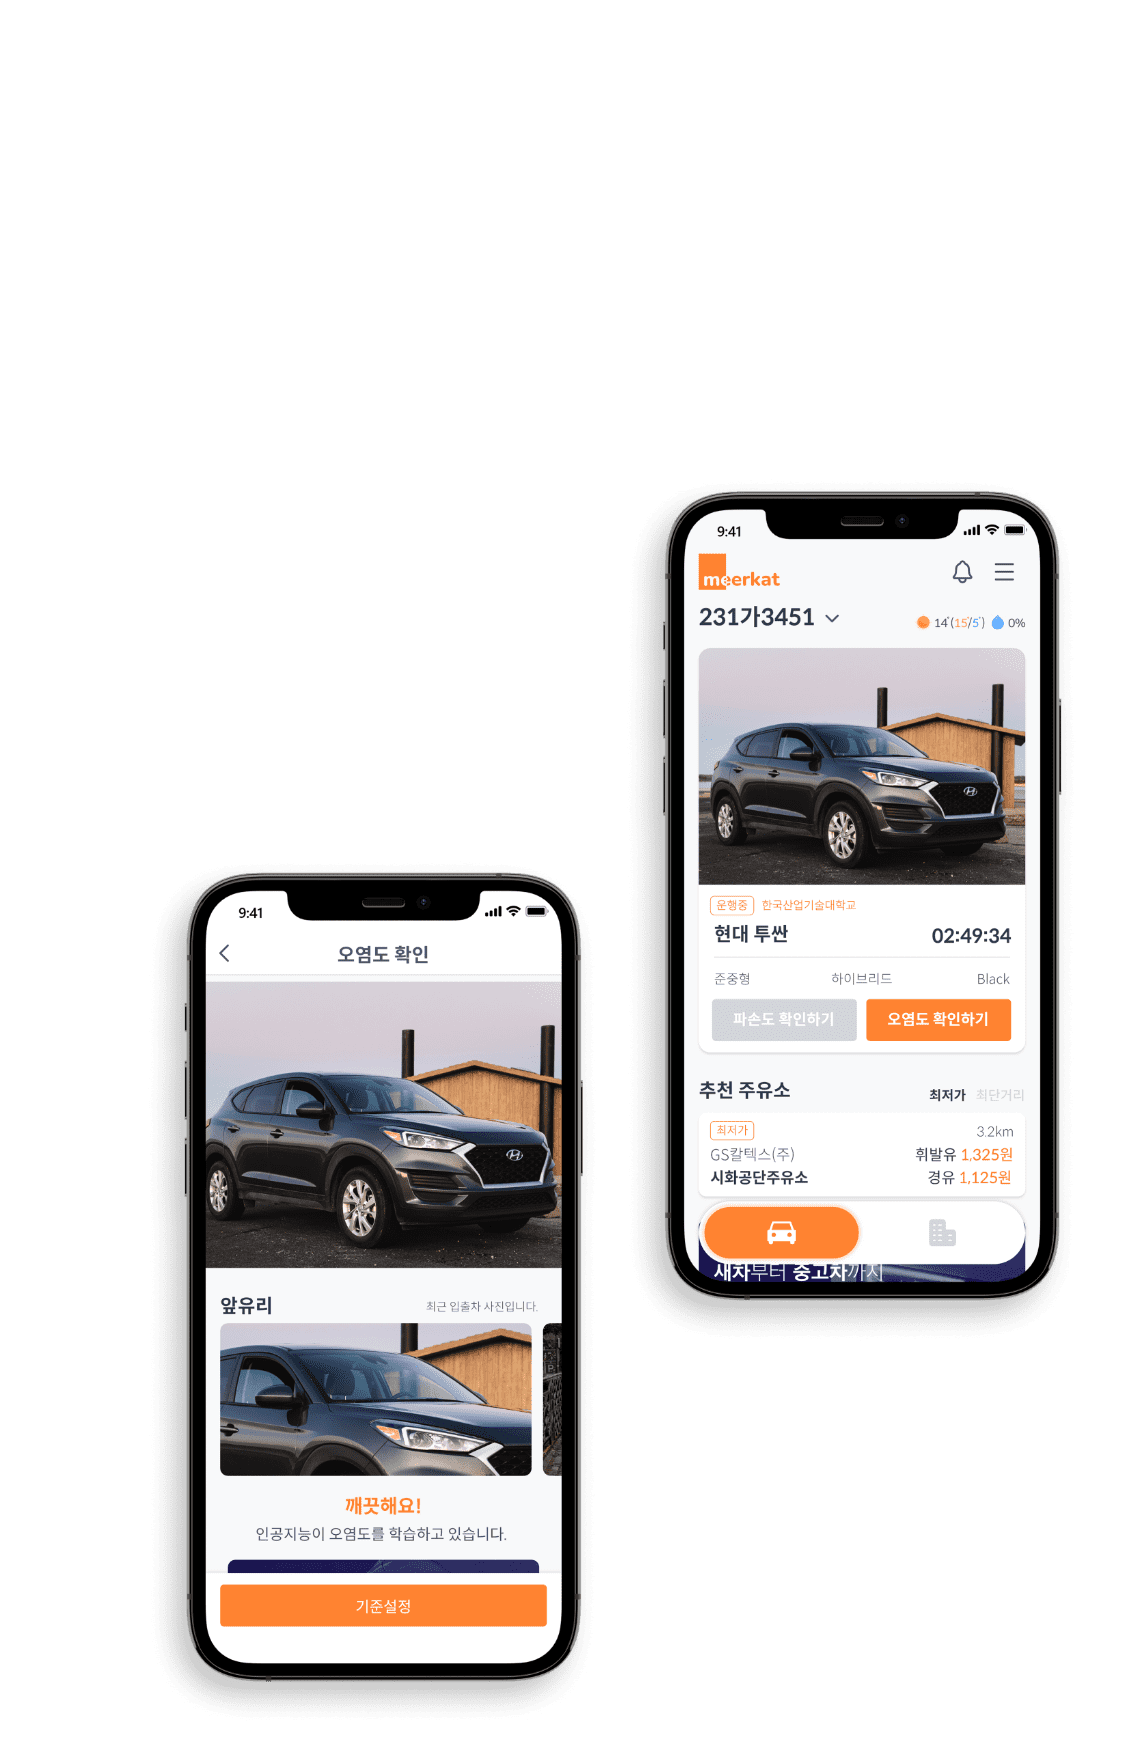 9:41
meerkat
231가3451
14°(15°/5°) 0%
운행중 한국산업기술대학교
현대 투싼 02:49:34
준중형 하이브리드 Black
파손도 확인하기 오염도 확인하기
추천 주유소 최저가 최단거리
최저가 3.2km
GS칼텍스(주) 휘발유 1,325원
시화공단주유소 경유 1,125원
새차부터 중고차까지
9:41
오염도 확인
앞유리 최근 입출차 사진입니다.
깨끗해요!
인공지능이 오염도를 학습하고 있습니다.
기준설정